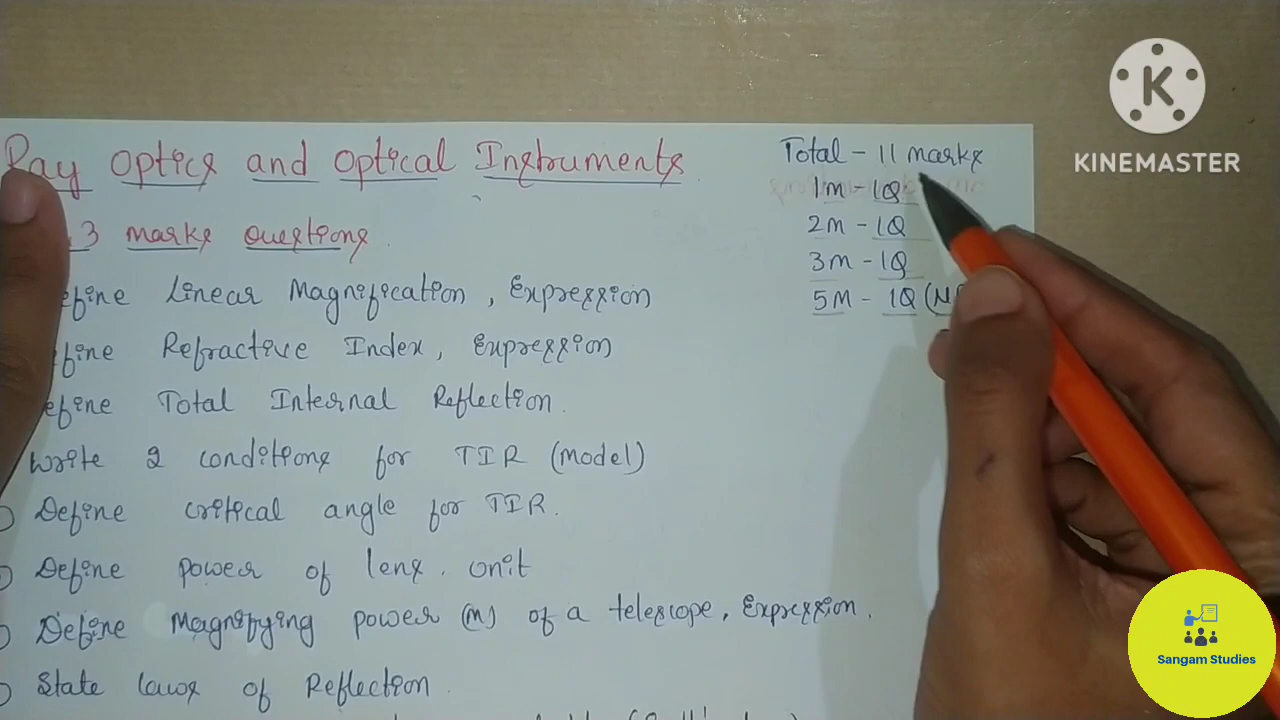 Ray Optics and Optical Instruments
3 marks Questions
efine Linear Magnification, Expression
fine Refractive Index, Expression
efine Total Internal Reflection.
Write 2 conditions for TIR (Model)
Define critical angle for TIR.
Define power of lens. Unit
Define Magnifying power (m) of a telescope, Expression.
State laws of Reflection.
Total - 11 marks
1M - 1Q
2M - 1Q
3M - 1Q
5M - 1Q (N
K
KINEMASTER
Sangam Studies